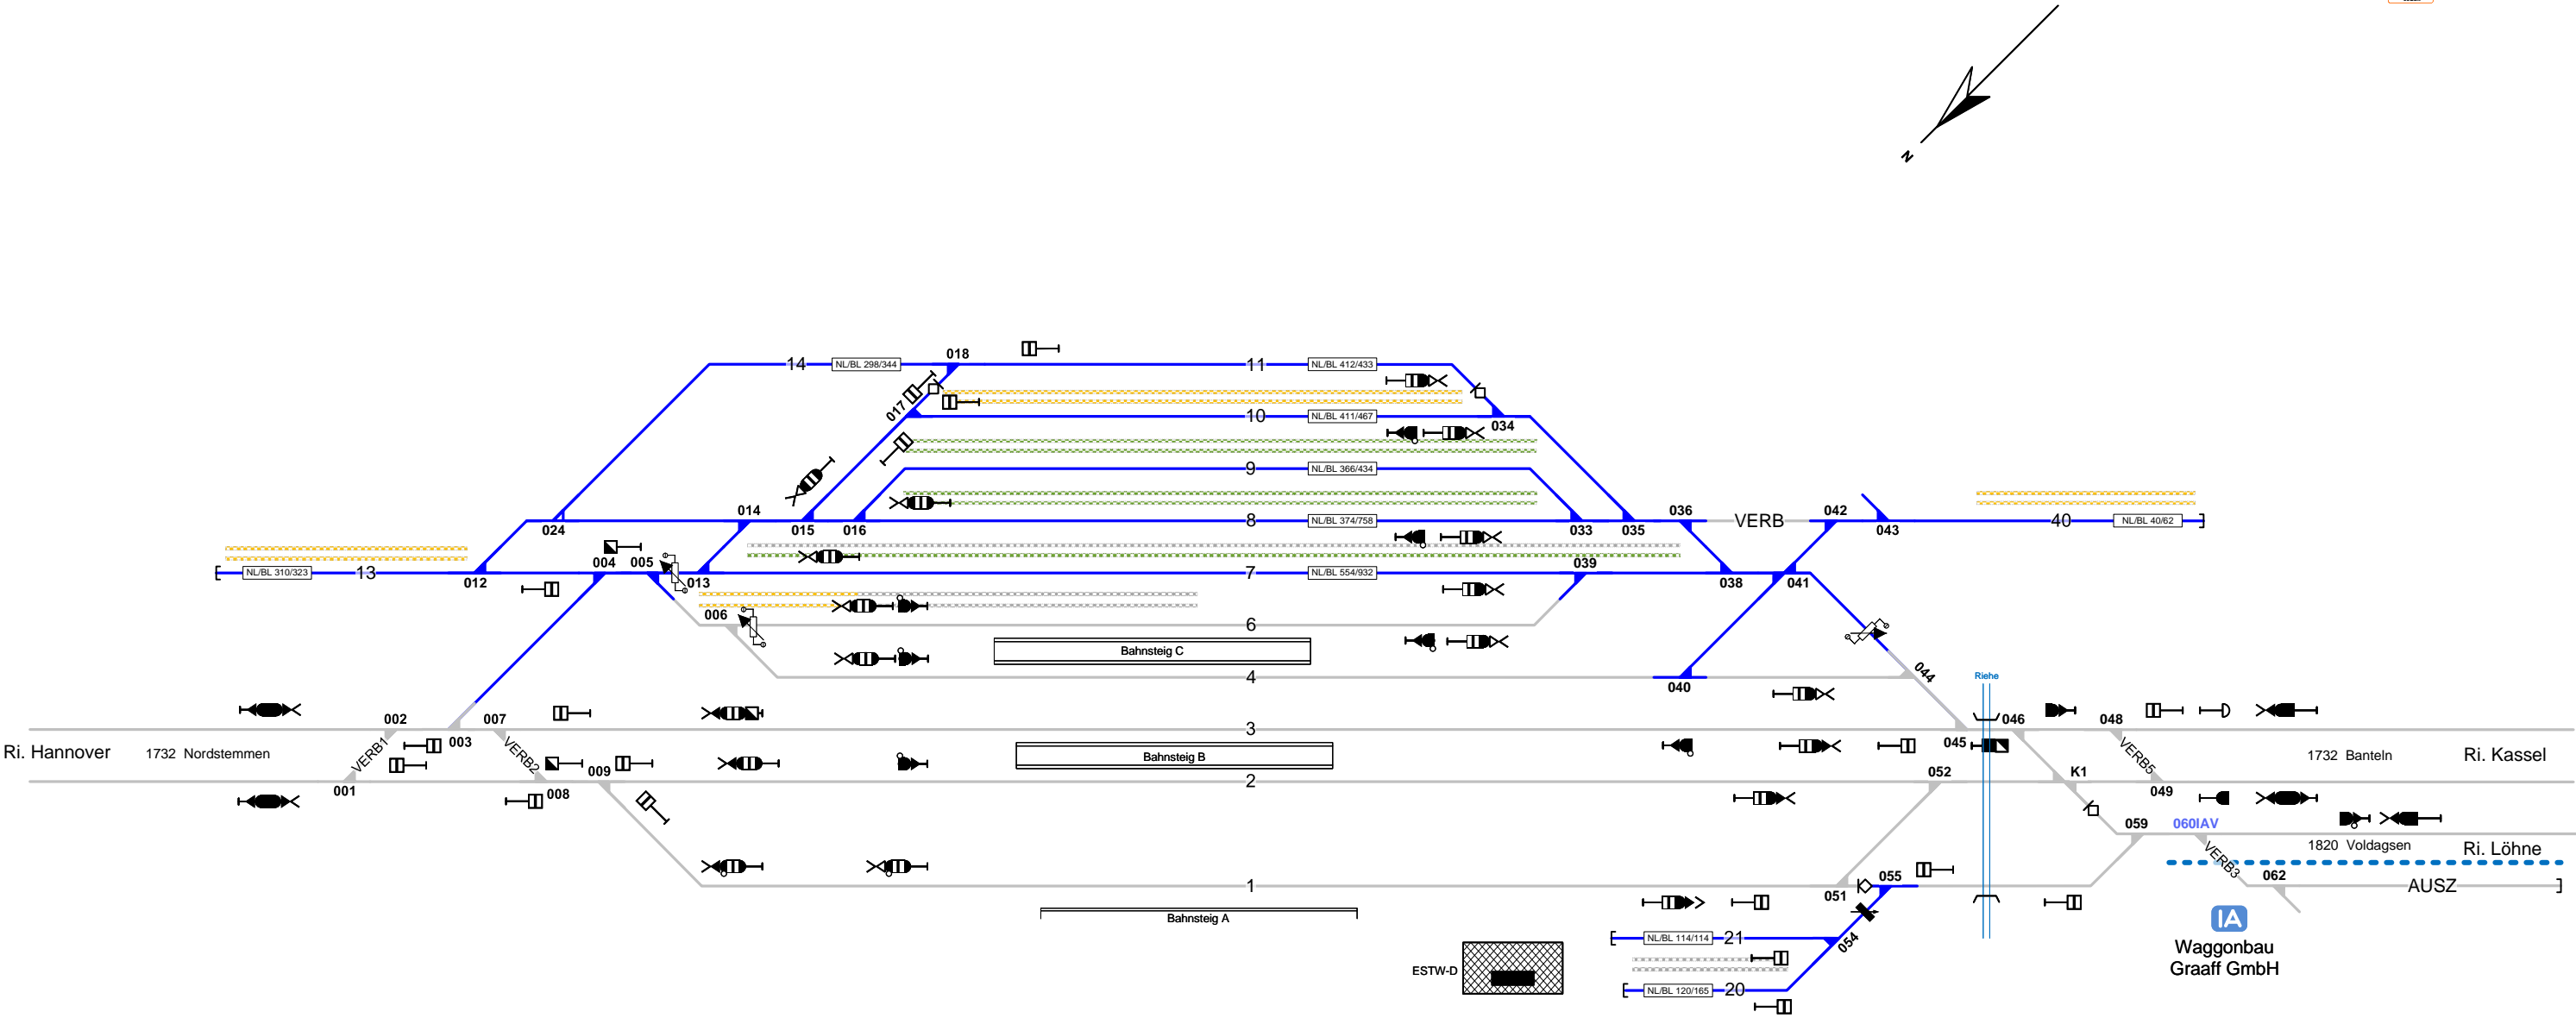 N
018
14
NL/BL 298/344
11
NL/BL 412/433
017
10
NL/BL 411/467
034
9
NL/BL 366/434
014
036
042
024
015
016
8
NL/BL 374/758
033
035
VERB
043
40
NL/BL 40/62
004
005
039
NL/BL 310/323
13
012
013
7
NL/BL 554/932
038
041
006
6
Bahnsteig C
4
040
044
Riehe
002
007
3
046
048
Ri. Hannover
1732 Nordstemmen
VERB1
003
VERB2
Bahnsteig B
045
VERB5
1732 Banteln
Ri. Kassel
009
052
K1
001
008
2
049
059
060IAV
1820 Voldagsen
Ri. Löhne
VERB3
1
051
055
062
AUSZ
Bahnsteig A
IA
Waggonbau
Graaff GmbH
NL/BL 114/114
21
054
ESTW-D
NL/BL 120/165
20